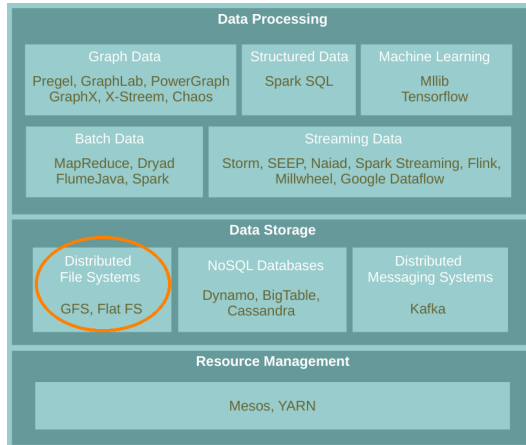 Data Processing
Graph Data
Pregel, GraphLab, PowerGraph
GraphX, X-Streem, Chaos
Structured Data
Spark SQL
Machine Learning
Mllib
Tensorflow
Batch Data
MapReduce, Dryad
FlumeJava, Spark
Streaming Data
Storm, SEEP, Naiad, Spark Streaming, Flink,
Millwheel, Google Dataflow
Data Storage
Distributed
File Systems
GFS, Flat FS
NoSQL Databases
Dynamo, BigTable,
Cassandra
Distributed
Messaging Systems
Kafka
Resource Management
Mesos, YARN